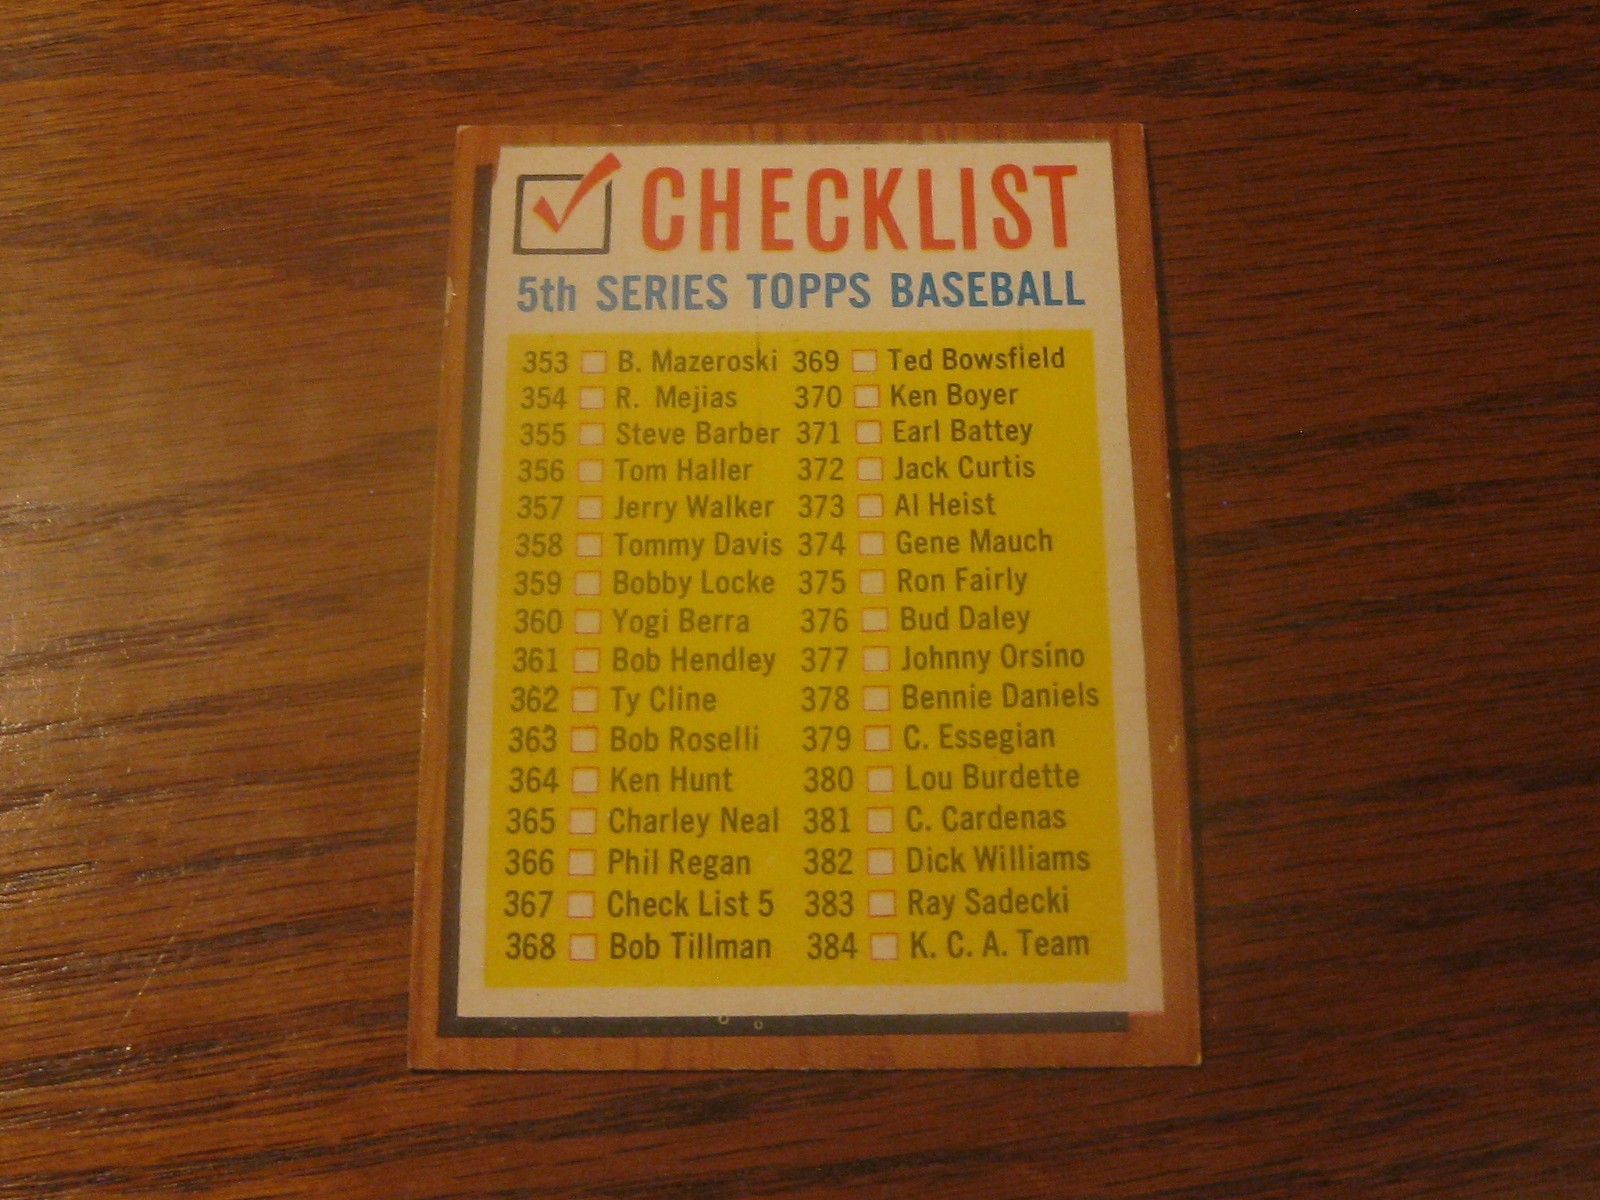 CHECKLIST
5th SERIES TOPPS BASEBALL
353 B. Mazeroski
354 R. Mejias
355 Steve Barber
356 Tom Haller
357 Jerry Walker
358 Tommy Davis
359 Bobby Locke
360 Yogi Berra
361 Bob Hendley
362 Ty Cline
363 Bob Roselli
364 Ken Hunt
365 Charley Neal
366 Phil Regan
367 Check List 5
368 Bob Tillman
369 Ted Bowsfield
370 Ken Boyer
371 Earl Battey
372 Jack Curtis
373 Al Heist
374 Gene Mauch
375 Ron Fairly
376 Bud Daley
377 Johnny Orsino
378 Bennie Daniels
379 C. Essegian
380 Lou Burdette
381 C. Cardenas
382 Dick Williams
383 Ray Sadecki
384 K. C. A. Team